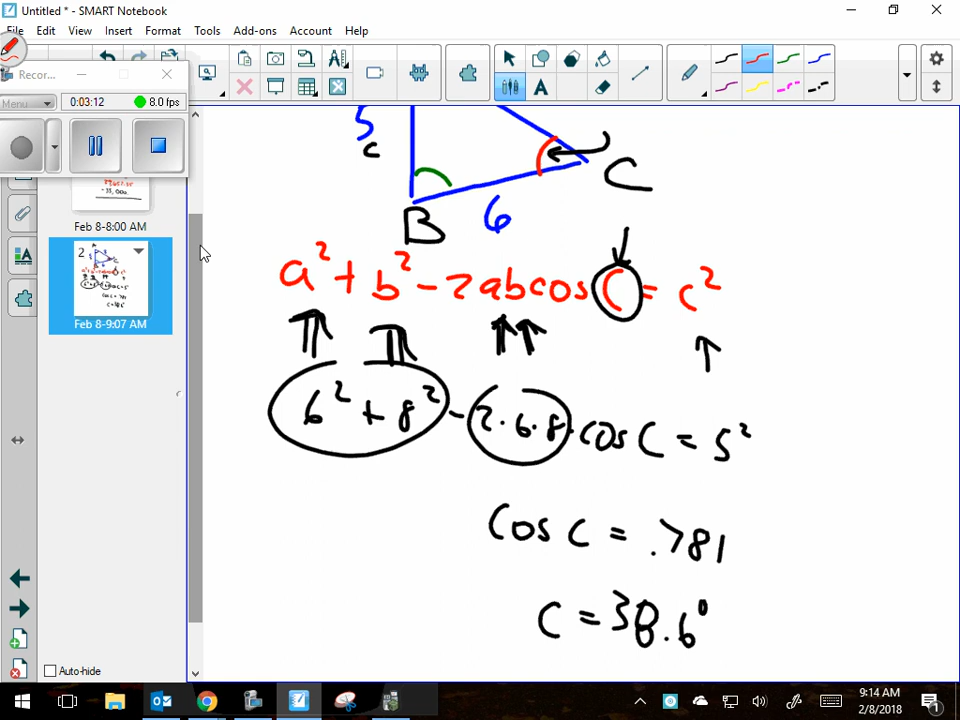 Untitled * - SMART Notebook
File Edit View Insert Format Tools Add-ons Account Help
Recor...
Menu 0:03:12 8.0 fps
Feb 8-8:00 AM
2
Feb 8-9:07 AM
Auto-hide
5
c
C
B
6
a² + b² - 2abcos C = c²
6² + 8² - 2·6·8·cos C = 5²
cos C = .781
C = 38.6°
9:14 AM
2/8/2018
1